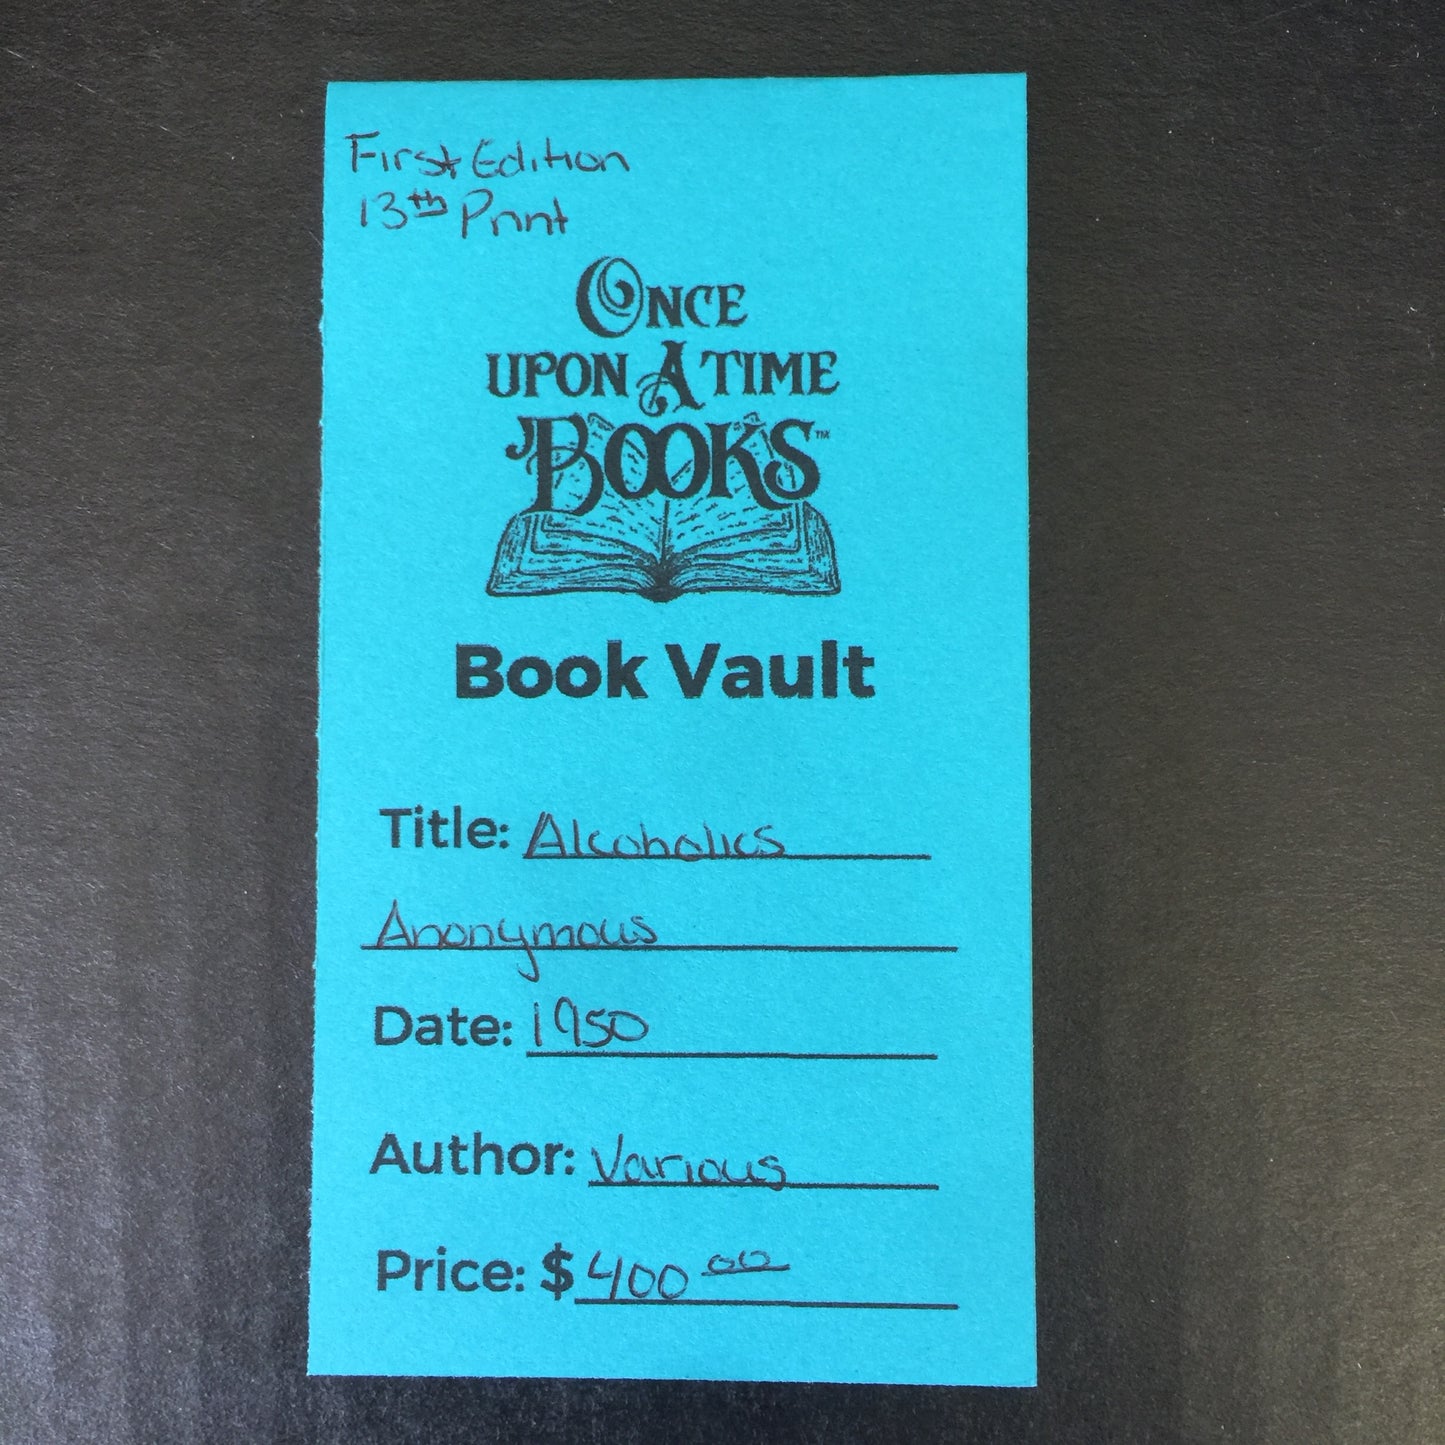 First Edition
13th Print
ONCE
UPON A TIME
BOOKS™
Book Vault
Title: Alcoholics
Anonymous
Date: 1950
Author: Various
Price: $ 400 00